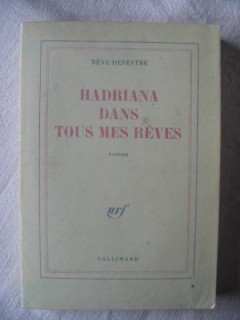 RENÉ DEPESTRE
HADRIANA
DANS
TOUS MES RÊVES
roman
nrf
GALLIMARD